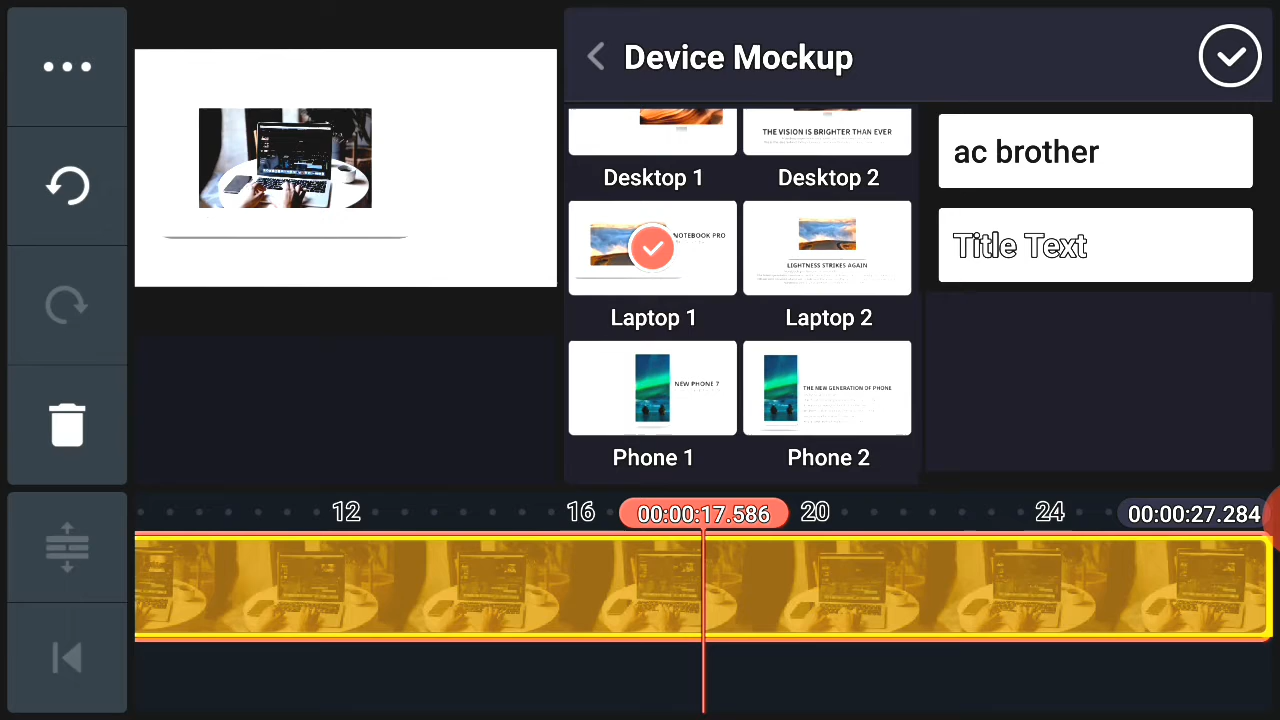 Device Mockup
THE VISION IS BRIGHTER THAN EVER
Desktop 1
Desktop 2
ac brother
Title Text
NOTEBOOK PRO
LIGHTNESS STRIKES AGAIN
Laptop 1
Laptop 2
NEW PHONE 7
THE NEW GENERATION OF PHONE
Phone 1
Phone 2
12
16
00:00:17.586
20
24
00:00:27.284